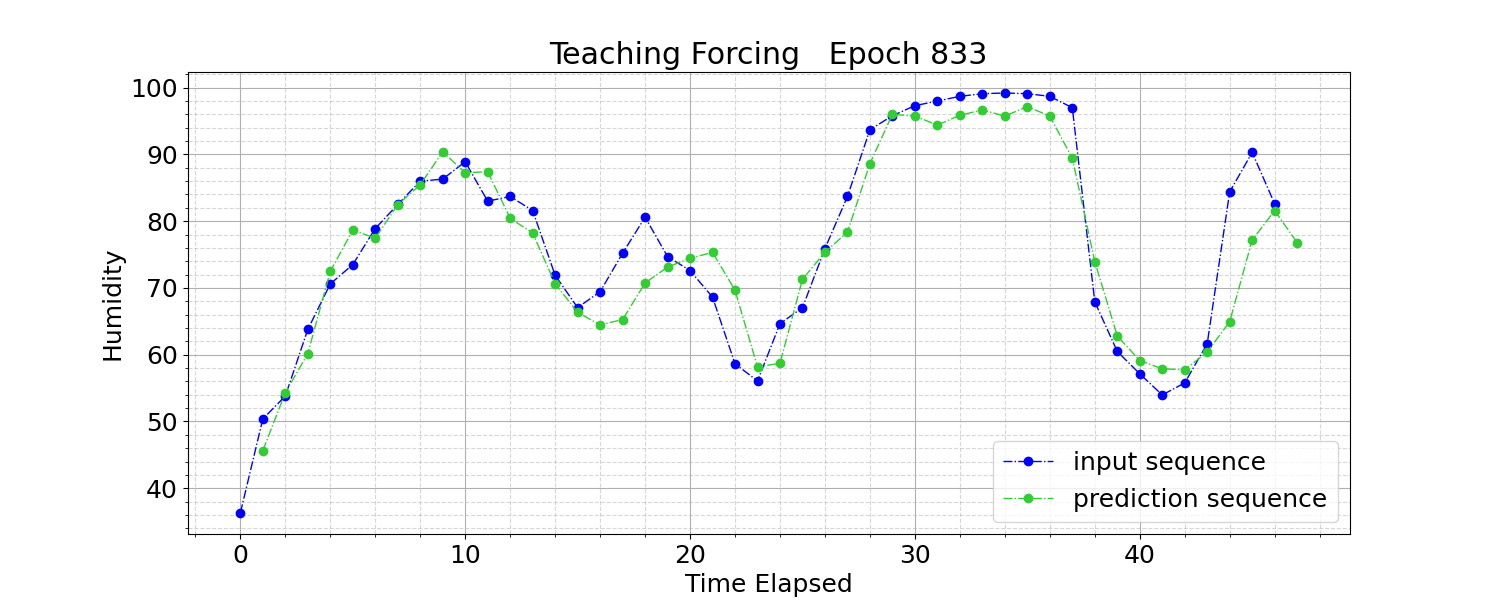 Teaching Forcing   Epoch 833
100
90
80
70
60
50
40
Humidity
0 10 20 30 40
Time Elapsed
input sequence
prediction sequence